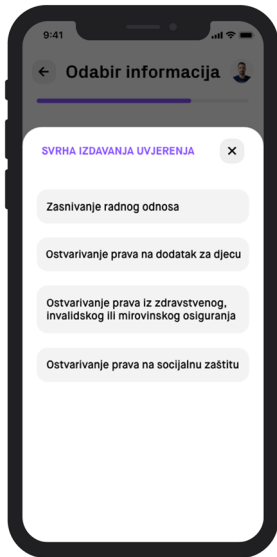 9:41
Odabir informacija
SVRHA IZDAVANJA UVJERENJA
Zasnivanje radnog odnosa
Ostvarivanje prava na dodatak za djecu
Ostvarivanje prava iz zdravstvenog,
invalidskog ili mirovinskog osiguranja
Ostvarivanje prava na socijalnu zaštitu